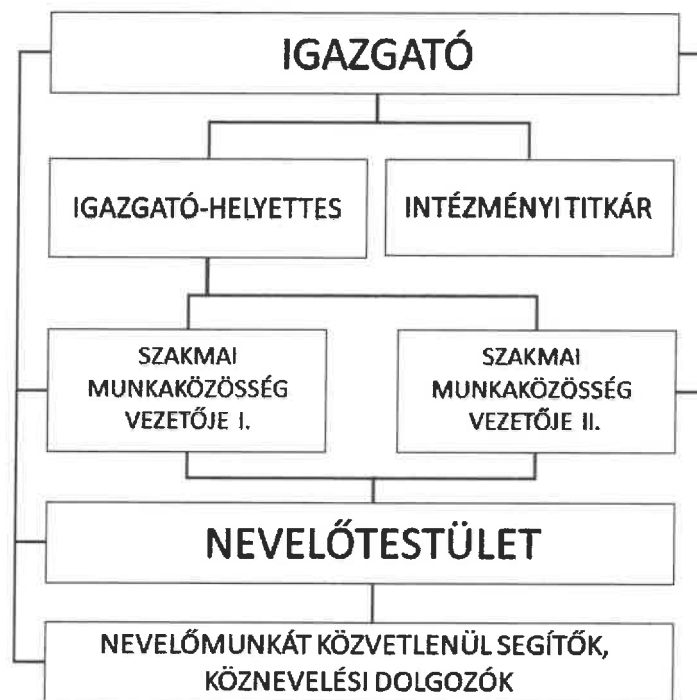 IGAZGATÓ
IGAZGATÓ-HELYETTES
INTÉZMÉNYI TITKÁR
SZAKMAI
MUNKAKÖZÖSSÉG
VEZETŐJE I.
SZAKMAI
MUNKAKÖZÖSSÉG
VEZETŐJE II.
NEVELŐTESTÜLET
NEVELŐMUNKÁT KÖZVETLENÜL SEGÍTŐK,
KÖZNEVELÉSI DOLGOZÓK